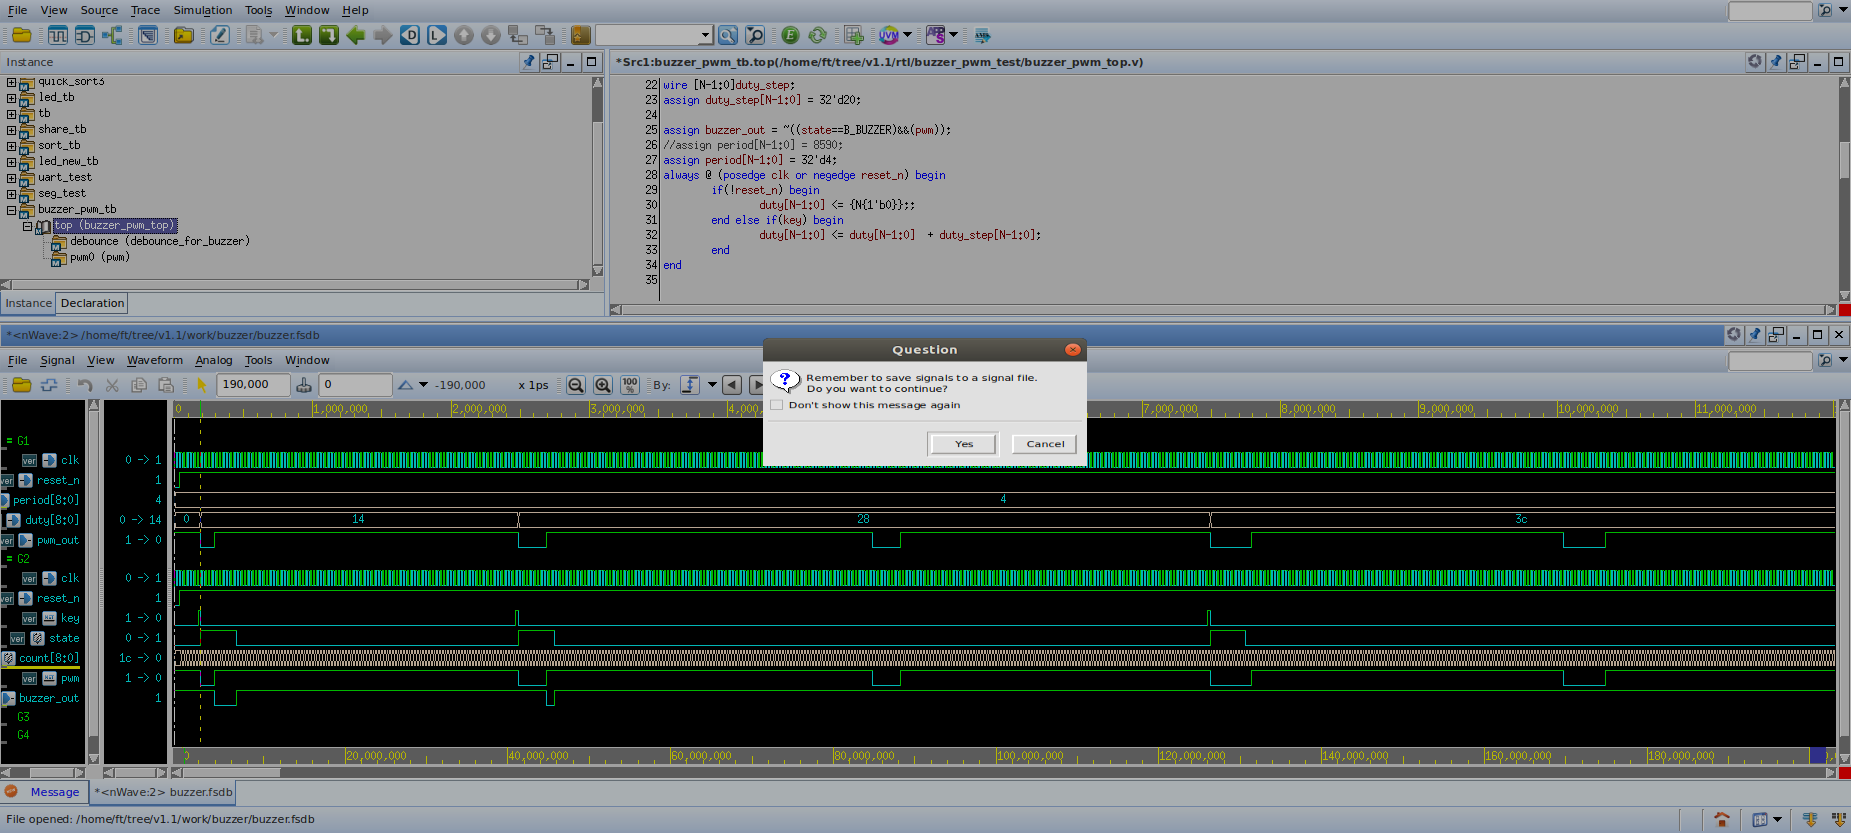 File View Source Trace Simulation Tools Window Help
Instance
quick_sort3
led_tb
tb
share_tb
sort_tb
led_new_tb
uart_test
seg_test
buzzer_pwm_tb
top (buzzer_pwm_top)
debounce (debounce_for_buzzer)
pwm0 (pwm)
Instance Declaration
*Src1:buzzer_pwm_tb.top(/home/ft/tree/v1.1/rtl/buzzer_pwm_test/buzzer_pwm_top.v)
22 wire [N-1:0]duty_step;
23 assign duty_step[N-1:0] = 32'd20;
24
25 assign buzzer_out = ~((state==B_BUZZER)&&(pwm));
26 //assign period[N-1:0] = 8590;
27 assign period[N-1:0] = 32'd4;
28 always @ (posedge clk or negedge reset_n) begin
29 if(!reset_n) begin
30 duty[N-1:0] <= {N{1'b0}};;
31 end else if(key) begin
32 duty[N-1:0] <= duty[N-1:0] + duty_step[N-1:0];
33 end
34 end
35
*<nWave:2> /home/ft/tree/v1.1/work/buzzer/buzzer.fsdb
File Signal View Waveform Analog Tools Window
190,000 0 -190,000 x 1ps 100% By:
Question
Remember to save signals to a signal file.
Do you want to continue?
Don't show this message again
Yes Cancel
0 1,000,000 2,000,000 3,000,000 4,000, 7,000,000 8,000,000 9,000,000 10,000,000 11,000,000
= G1
ver clk 0 -> 1
ver reset_n 1
period[8:0] 4 4
duty[8:0] 0 -> 14 0 14 28 3c
ver pwm_out 1 -> 0
= G2
ver clk 0 -> 1
ver reset_n 1
ver key 1 -> 0
ver state 0 -> 1
count[8:0] 1c -> 0
ver pwm 1 -> 0
buzzer_out 1
G3
G4
0 20,000,000 40,000,000 60,000,000 80,000,000 100,000,000 120,000,000 140,000,000 160,000,000 180,000,000
Message *<nWave:2> buzzer.fsdb
File opened: /home/ft/tree/v1.1/work/buzzer/buzzer.fsdb